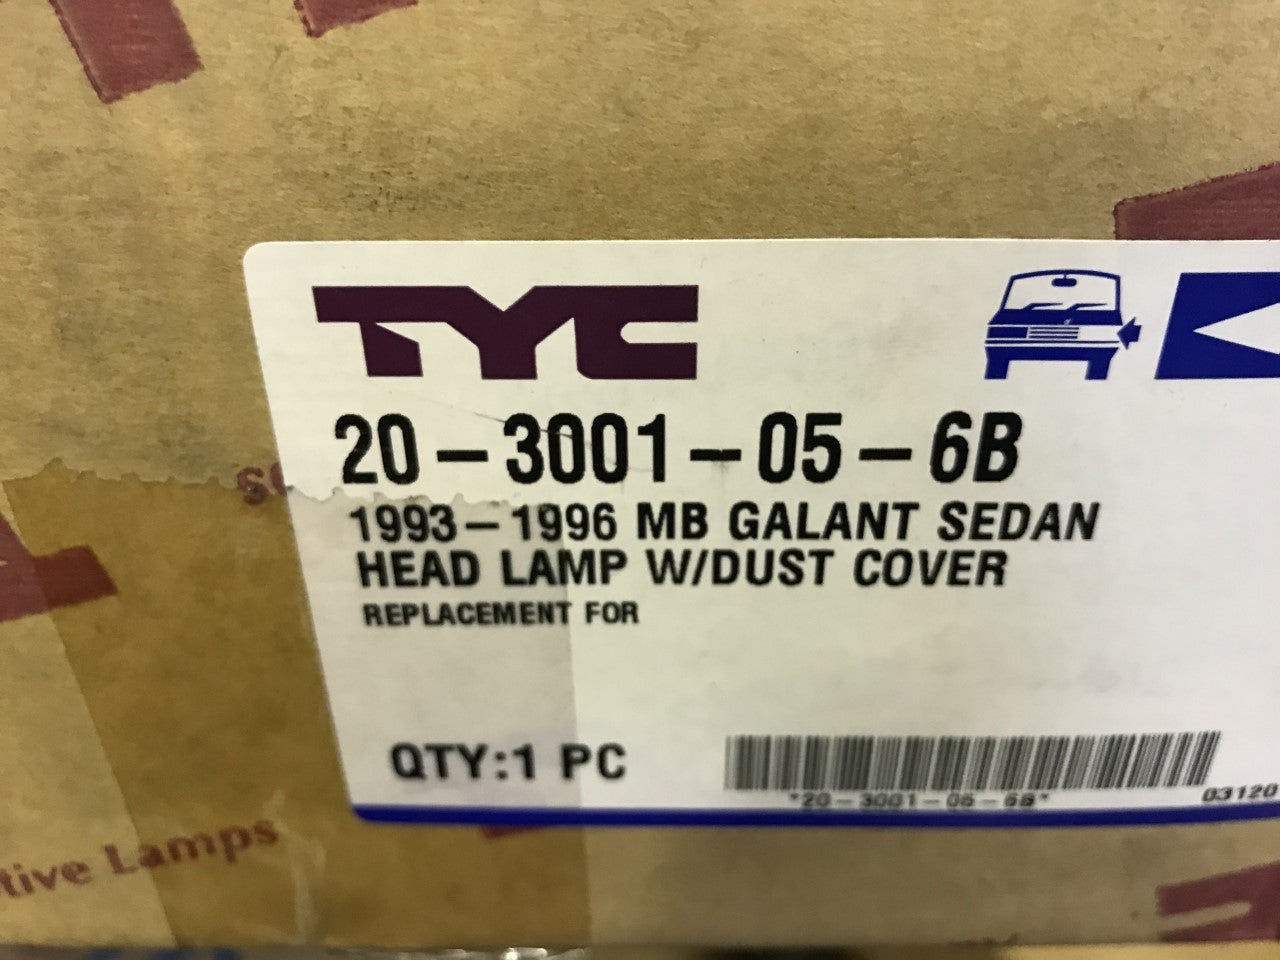 TYC
20-3001-05-6B
1993-1996 MB GALANT SEDAN
HEAD LAMP W/DUST COVER
REPLACEMENT FOR
QTY:1 PC
*20-3001-05-6B*
03120
tive Lamps